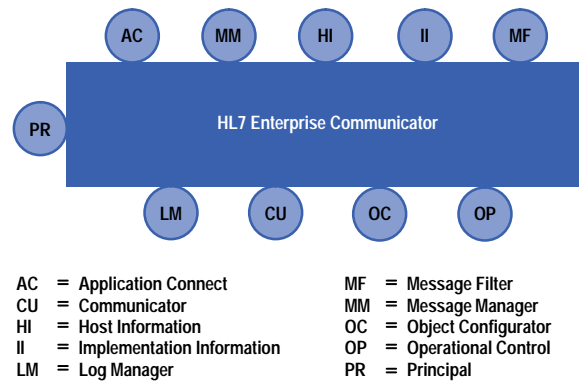 AC MM HI II MF
PR HL7 Enterprise Communicator
LM CU OC OP
AC = Application Connect
CU = Communicator
HI = Host Information
II = Implementation Information
LM = Log Manager
MF = Message Filter
MM = Message Manager
OC = Object Configurator
OP = Operational Control
PR = Principal